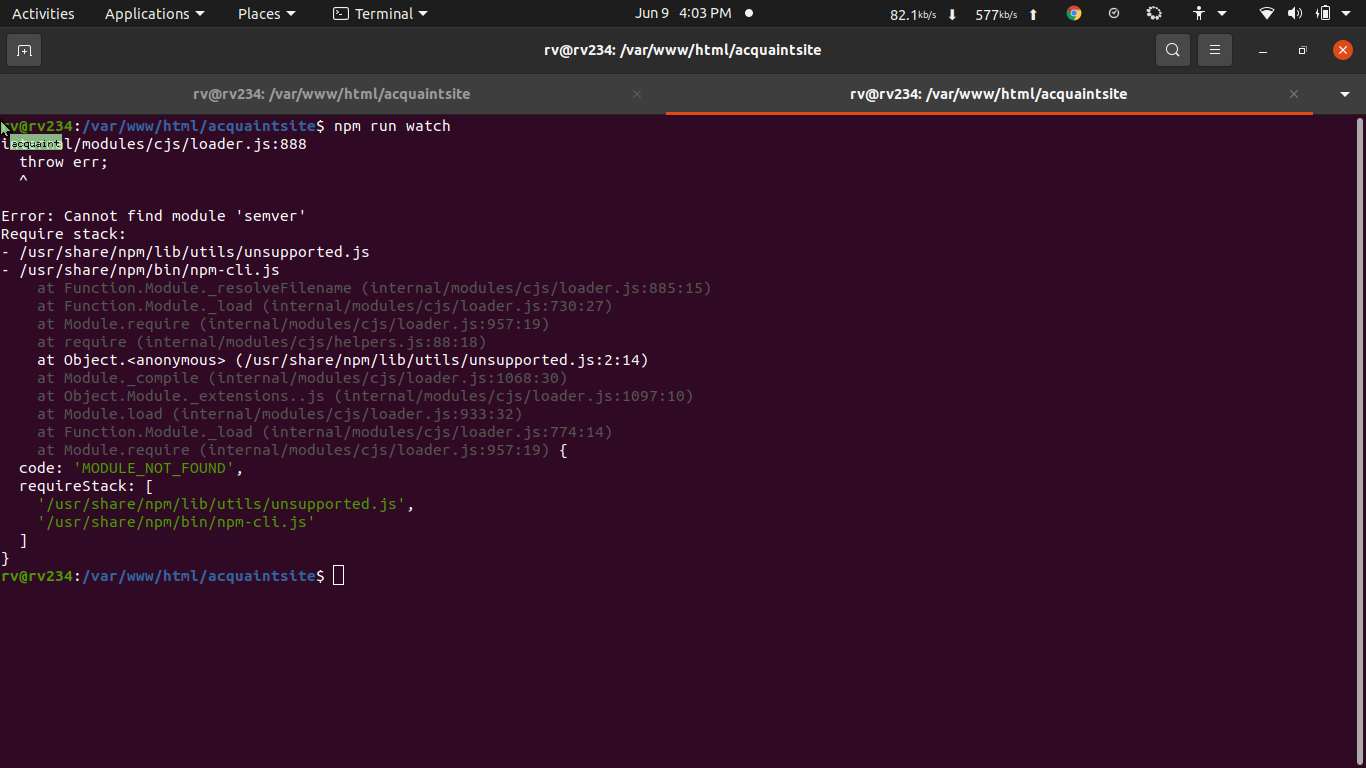 Activities Applications Places Terminal Jun 9 4:03 PM 82.1kb/s 577kb/s
rv@rv234: /var/www/html/acquaintsite
rv@rv234: /var/www/html/acquaintsite rv@rv234: /var/www/html/acquaintsite
rv@rv234:/var/www/html/acquaintsite$ npm run watch
acquaint
l/modules/cjs/loader.js:888
  throw err;
  ^
Error: Cannot find module 'semver'
Require stack:
- /usr/share/npm/lib/utils/unsupported.js
- /usr/share/npm/bin/npm-cli.js
    at Function.Module._resolveFilename (internal/modules/cjs/loader.js:885:15)
    at Function.Module._load (internal/modules/cjs/loader.js:730:27)
    at Module.require (internal/modules/cjs/loader.js:957:19)
    at require (internal/modules/cjs/helpers.js:88:18)
    at Object.<anonymous> (/usr/share/npm/lib/utils/unsupported.js:2:14)
    at Module._compile (internal/modules/cjs/loader.js:1068:30)
    at Object.Module._extensions..js (internal/modules/cjs/loader.js:1097:10)
    at Module.load (internal/modules/cjs/loader.js:933:32)
    at Function.Module._load (internal/modules/cjs/loader.js:774:14)
    at Module.require (internal/modules/cjs/loader.js:957:19) {
  code: 'MODULE_NOT_FOUND',
  requireStack: [
    '/usr/share/npm/lib/utils/unsupported.js',
    '/usr/share/npm/bin/npm-cli.js'
  ]
}
rv@rv234:/var/www/html/acquaintsite$